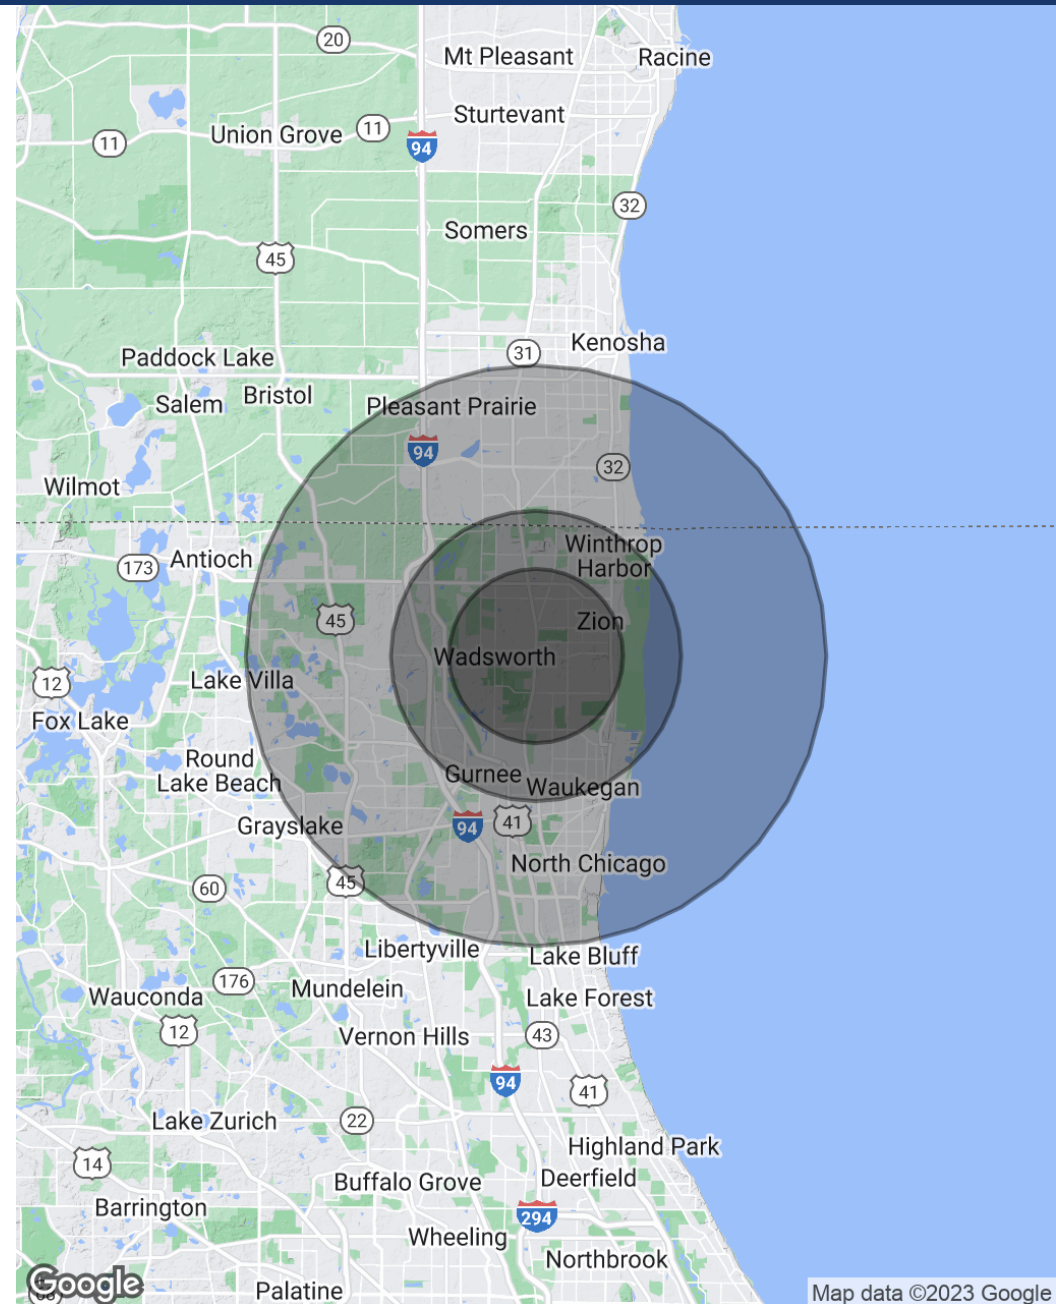 20
Mt Pleasant
Racine
Sturtevant
11
Union Grove
11
94
32
Somers
45
Kenosha
31
Paddock Lake
Bristol
Salem
Pleasant Prairie
94
32
Wilmot
Winthrop
Harbor
Antioch
173
45
Zion
Wadsworth
Lake Villa
12
Fox Lake
Round
Lake Beach
Gurnee
Waukegan
Grayslake
94
41
North Chicago
45
60
Libertyville
Lake Bluff
176
Mundelein
Wauconda
Lake Forest
12
Vernon Hills
43
94
41
Lake Zurich
22
Highland Park
14
Buffalo Grove
Deerfield
Barrington
294
Wheeling
Northbrook
Google
68
Palatine
Map data ©2023 Google